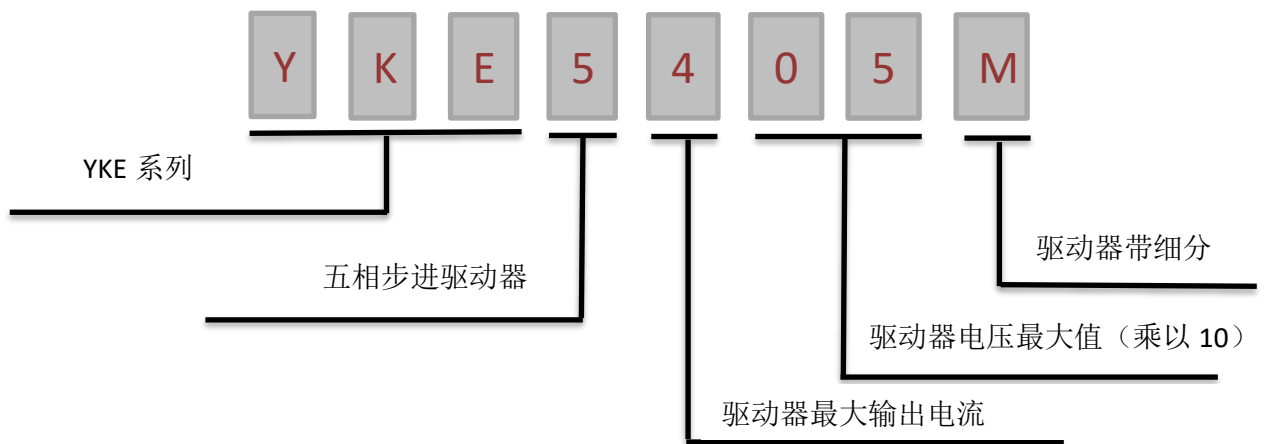 Y K E 5 4 0 5 M
YKE 系列
驱动器带细分
五相步进驱动器
驱动器电压最大值（乘以 10）
驱动器最大输出电流